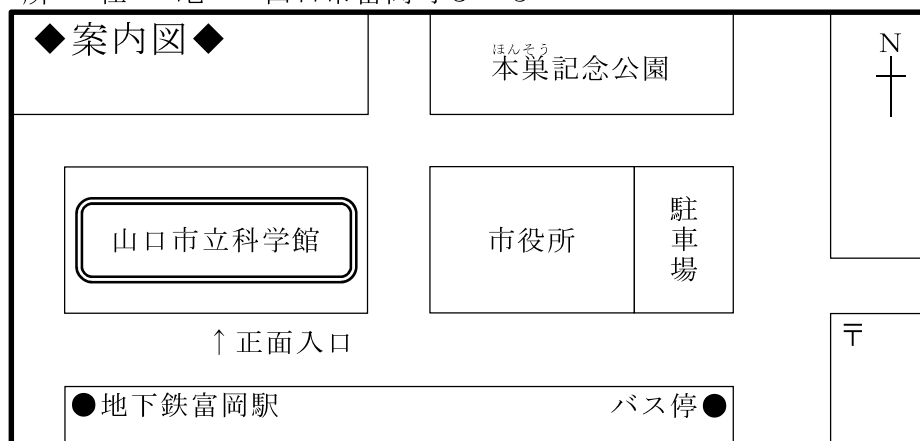 ◆案内図◆
ほんそう
本巣記念公園
N
山口市立科学館
市役所
駐車場
↑正面入口
〒
●地下鉄富岡駅
バス停●